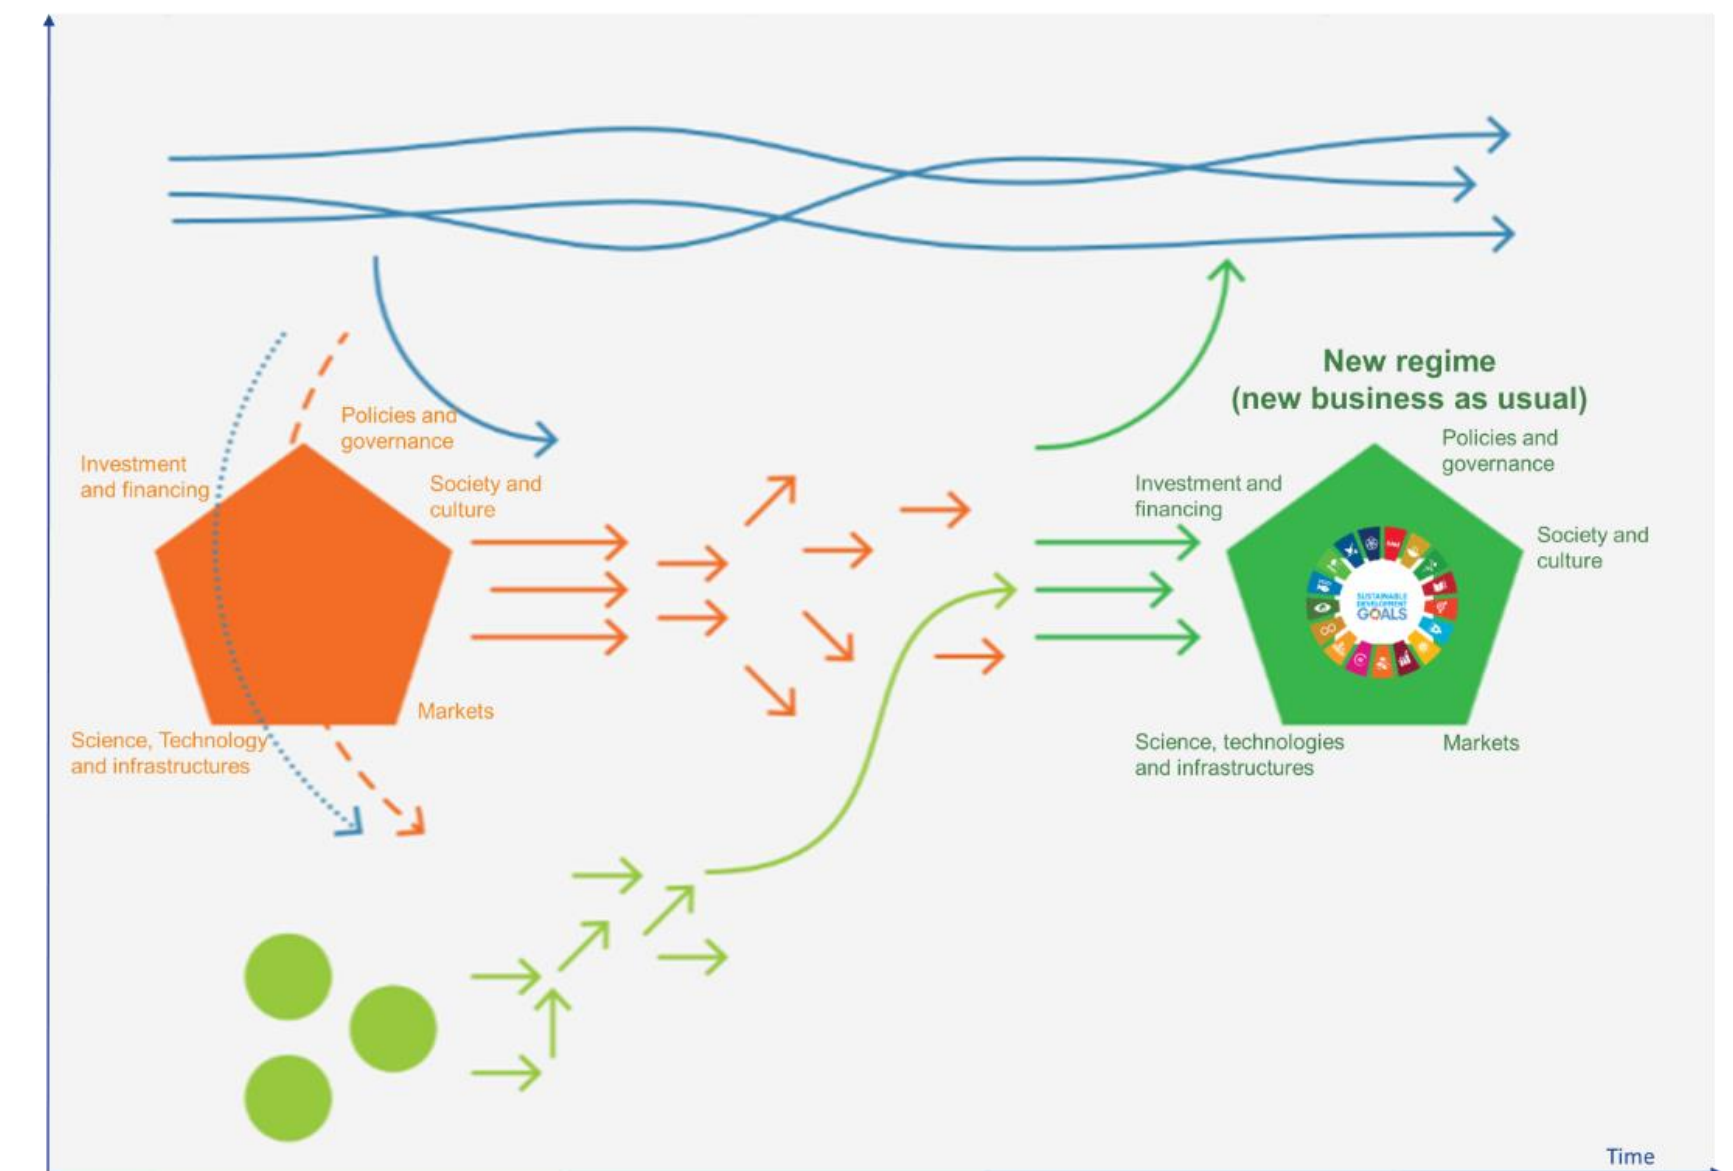 New regime
(new business as usual)
Policies and
governance
Investment
and financing
Society and
culture
Markets
Science, Technology
and infrastructures
Policies and
governance
Investment and
financing
Society and
culture
SUSTAINABLE
DEVELOPMENT
GOALS
Science, technologies
and infrastructures
Markets
Time